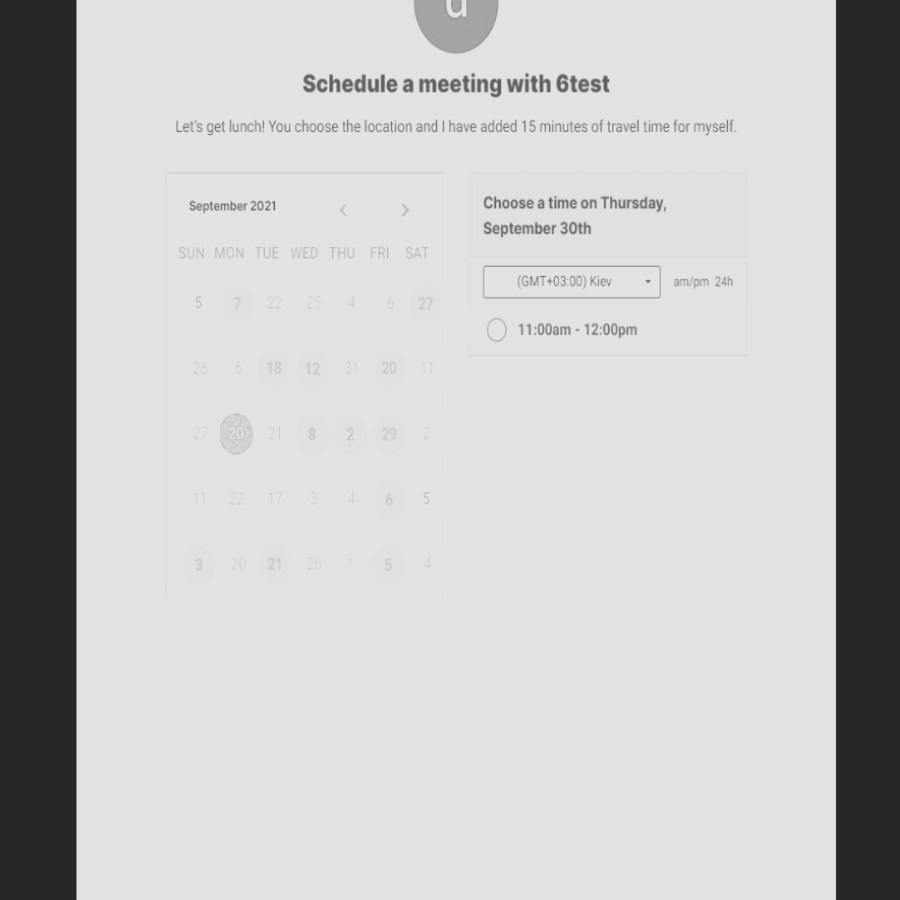 d
Schedule a meeting with 6test
Let's get lunch! You choose the location and I have added 15 minutes of travel time for myself.
September 2021
SUN MON TUE WED THU FRI SAT
5 7 22 25 4 6 27
26 6 18 12 31 20 11
27 20 21 8 2 29 2
11 22 17 3 4 6 5
3 20 21 26 1 5 4
Choose a time on Thursday,
September 30th
(GMT+03:00) Kiev am/pm 24h
11:00am - 12:00pm